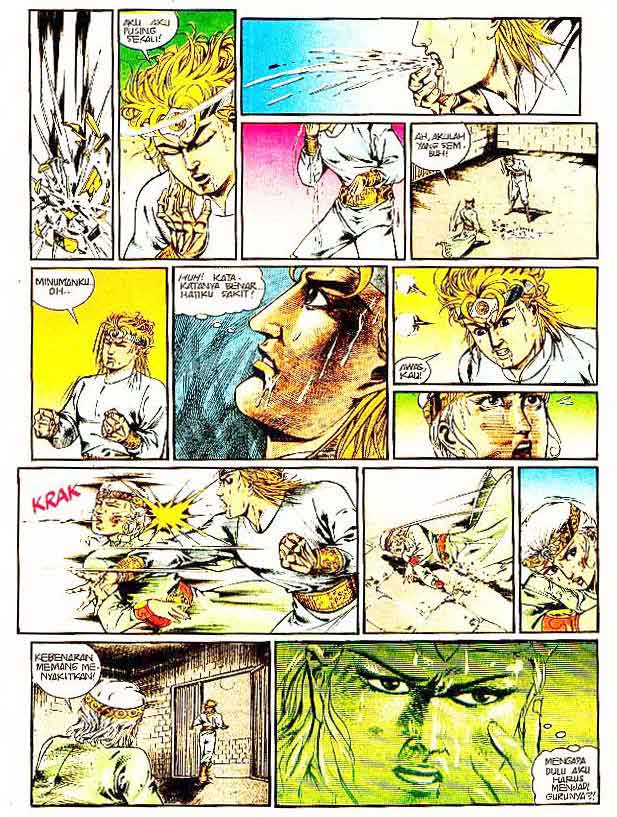 AKU AKU
PUSING
SEKALI!
AH, AKULAH
YANG SEM
BUH!
MINUMANKU
OH..
HUH! KATA-
KATANYA BENAR
HATIKU SAKIT!
AWAS,
KAU!
KRAK
KEBENARAN
MEMANG ME-
NYAKITKAN!
MENGAPA
DULU AKU
HARUS
MENJADI
GURUNYA?!